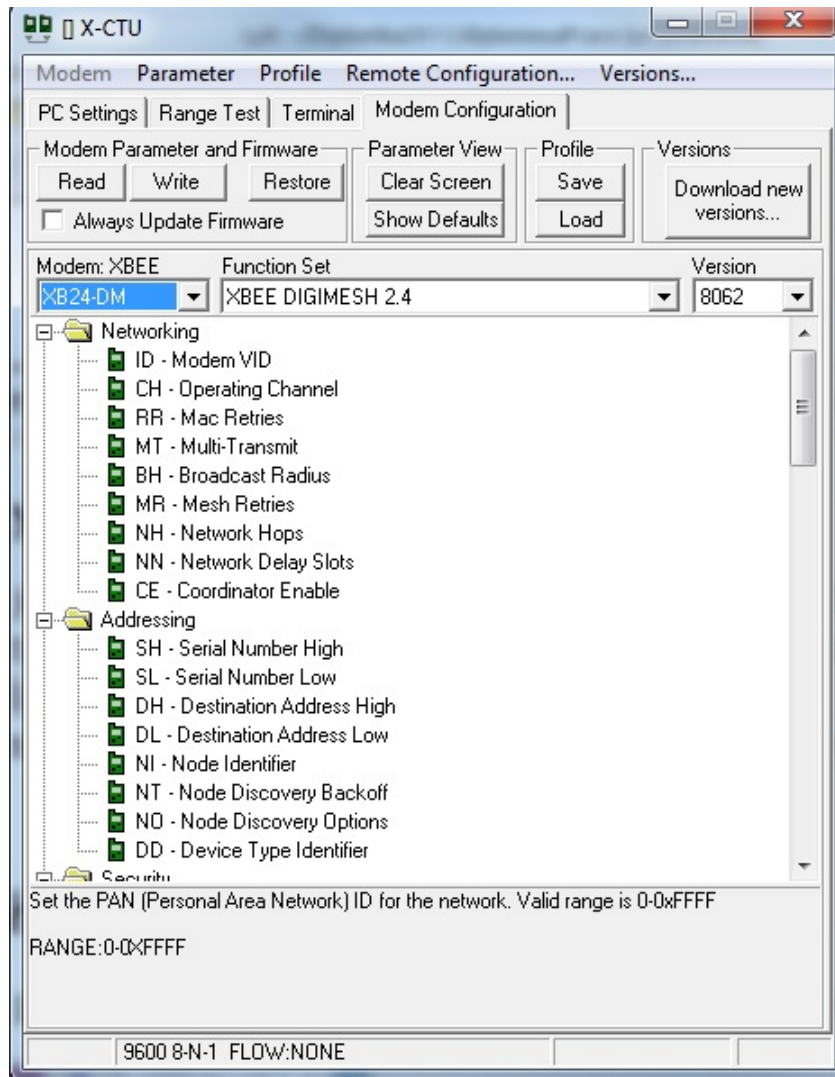 [] X-CTU
Modem Parameter Profile Remote Configuration... Versions...
PC Settings Range Test Terminal Modem Configuration
Modem Parameter and Firmware Parameter View Profile Versions
Read Write Restore Clear Screen Save Download new versions...
Always Update Firmware Show Defaults Load
Modem: XBEE Function Set Version
XB24-DM XBEE DIGIMESH 2.4 8062
Networking
ID - Modem VID
CH - Operating Channel
RR - Mac Retries
MT - Multi-Transmit
BH - Broadcast Radius
MR - Mesh Retries
NH - Network Hops
NN - Network Delay Slots
CE - Coordinator Enable
Addressing
SH - Serial Number High
SL - Serial Number Low
DH - Destination Address High
DL - Destination Address Low
NI - Node Identifier
NT - Node Discovery Backoff
NO - Node Discovery Options
DD - Device Type Identifier
Security
Set the PAN (Personal Area Network) ID for the network. Valid range is 0-0xFFFF
RANGE:0-0XFFFF
9600 8-N-1 FLOW:NONE